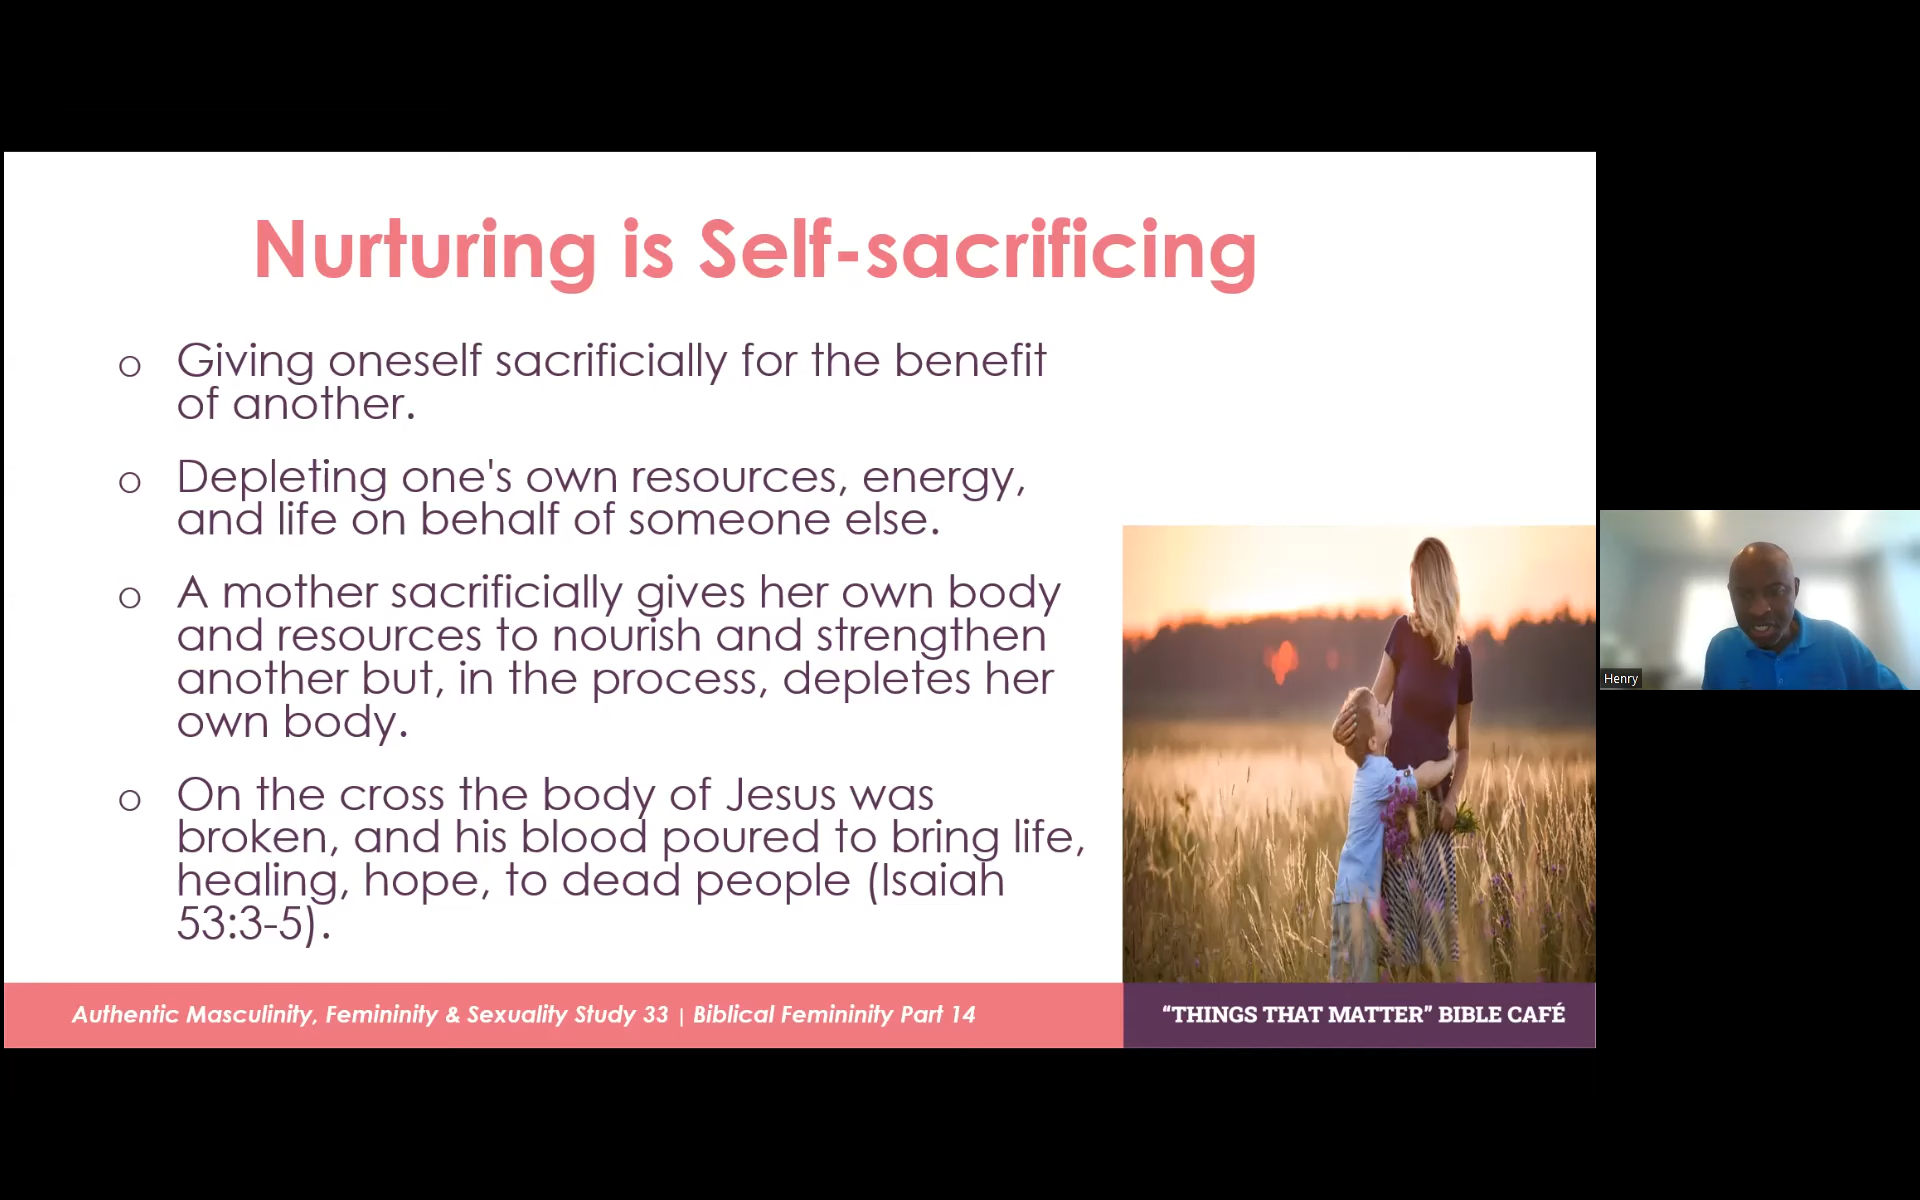 Nurturing is Self-sacrificing
o Giving oneself sacrificially for the benefit
of another.
o Depleting one's own resources, energy,
and life on behalf of someone else.
o A mother sacrificially gives her own body
and resources to nourish and strengthen
another but, in the process, depletes her
own body.
o On the cross the body of Jesus was
broken, and his blood poured to bring life,
healing, hope, to dead people (Isaiah
53:3-5).
Henry
Authentic Masculinity, Femininity & Sexuality Study 33 | Biblical Femininity Part 14
“THINGS THAT MATTER” BIBLE CAFÉ